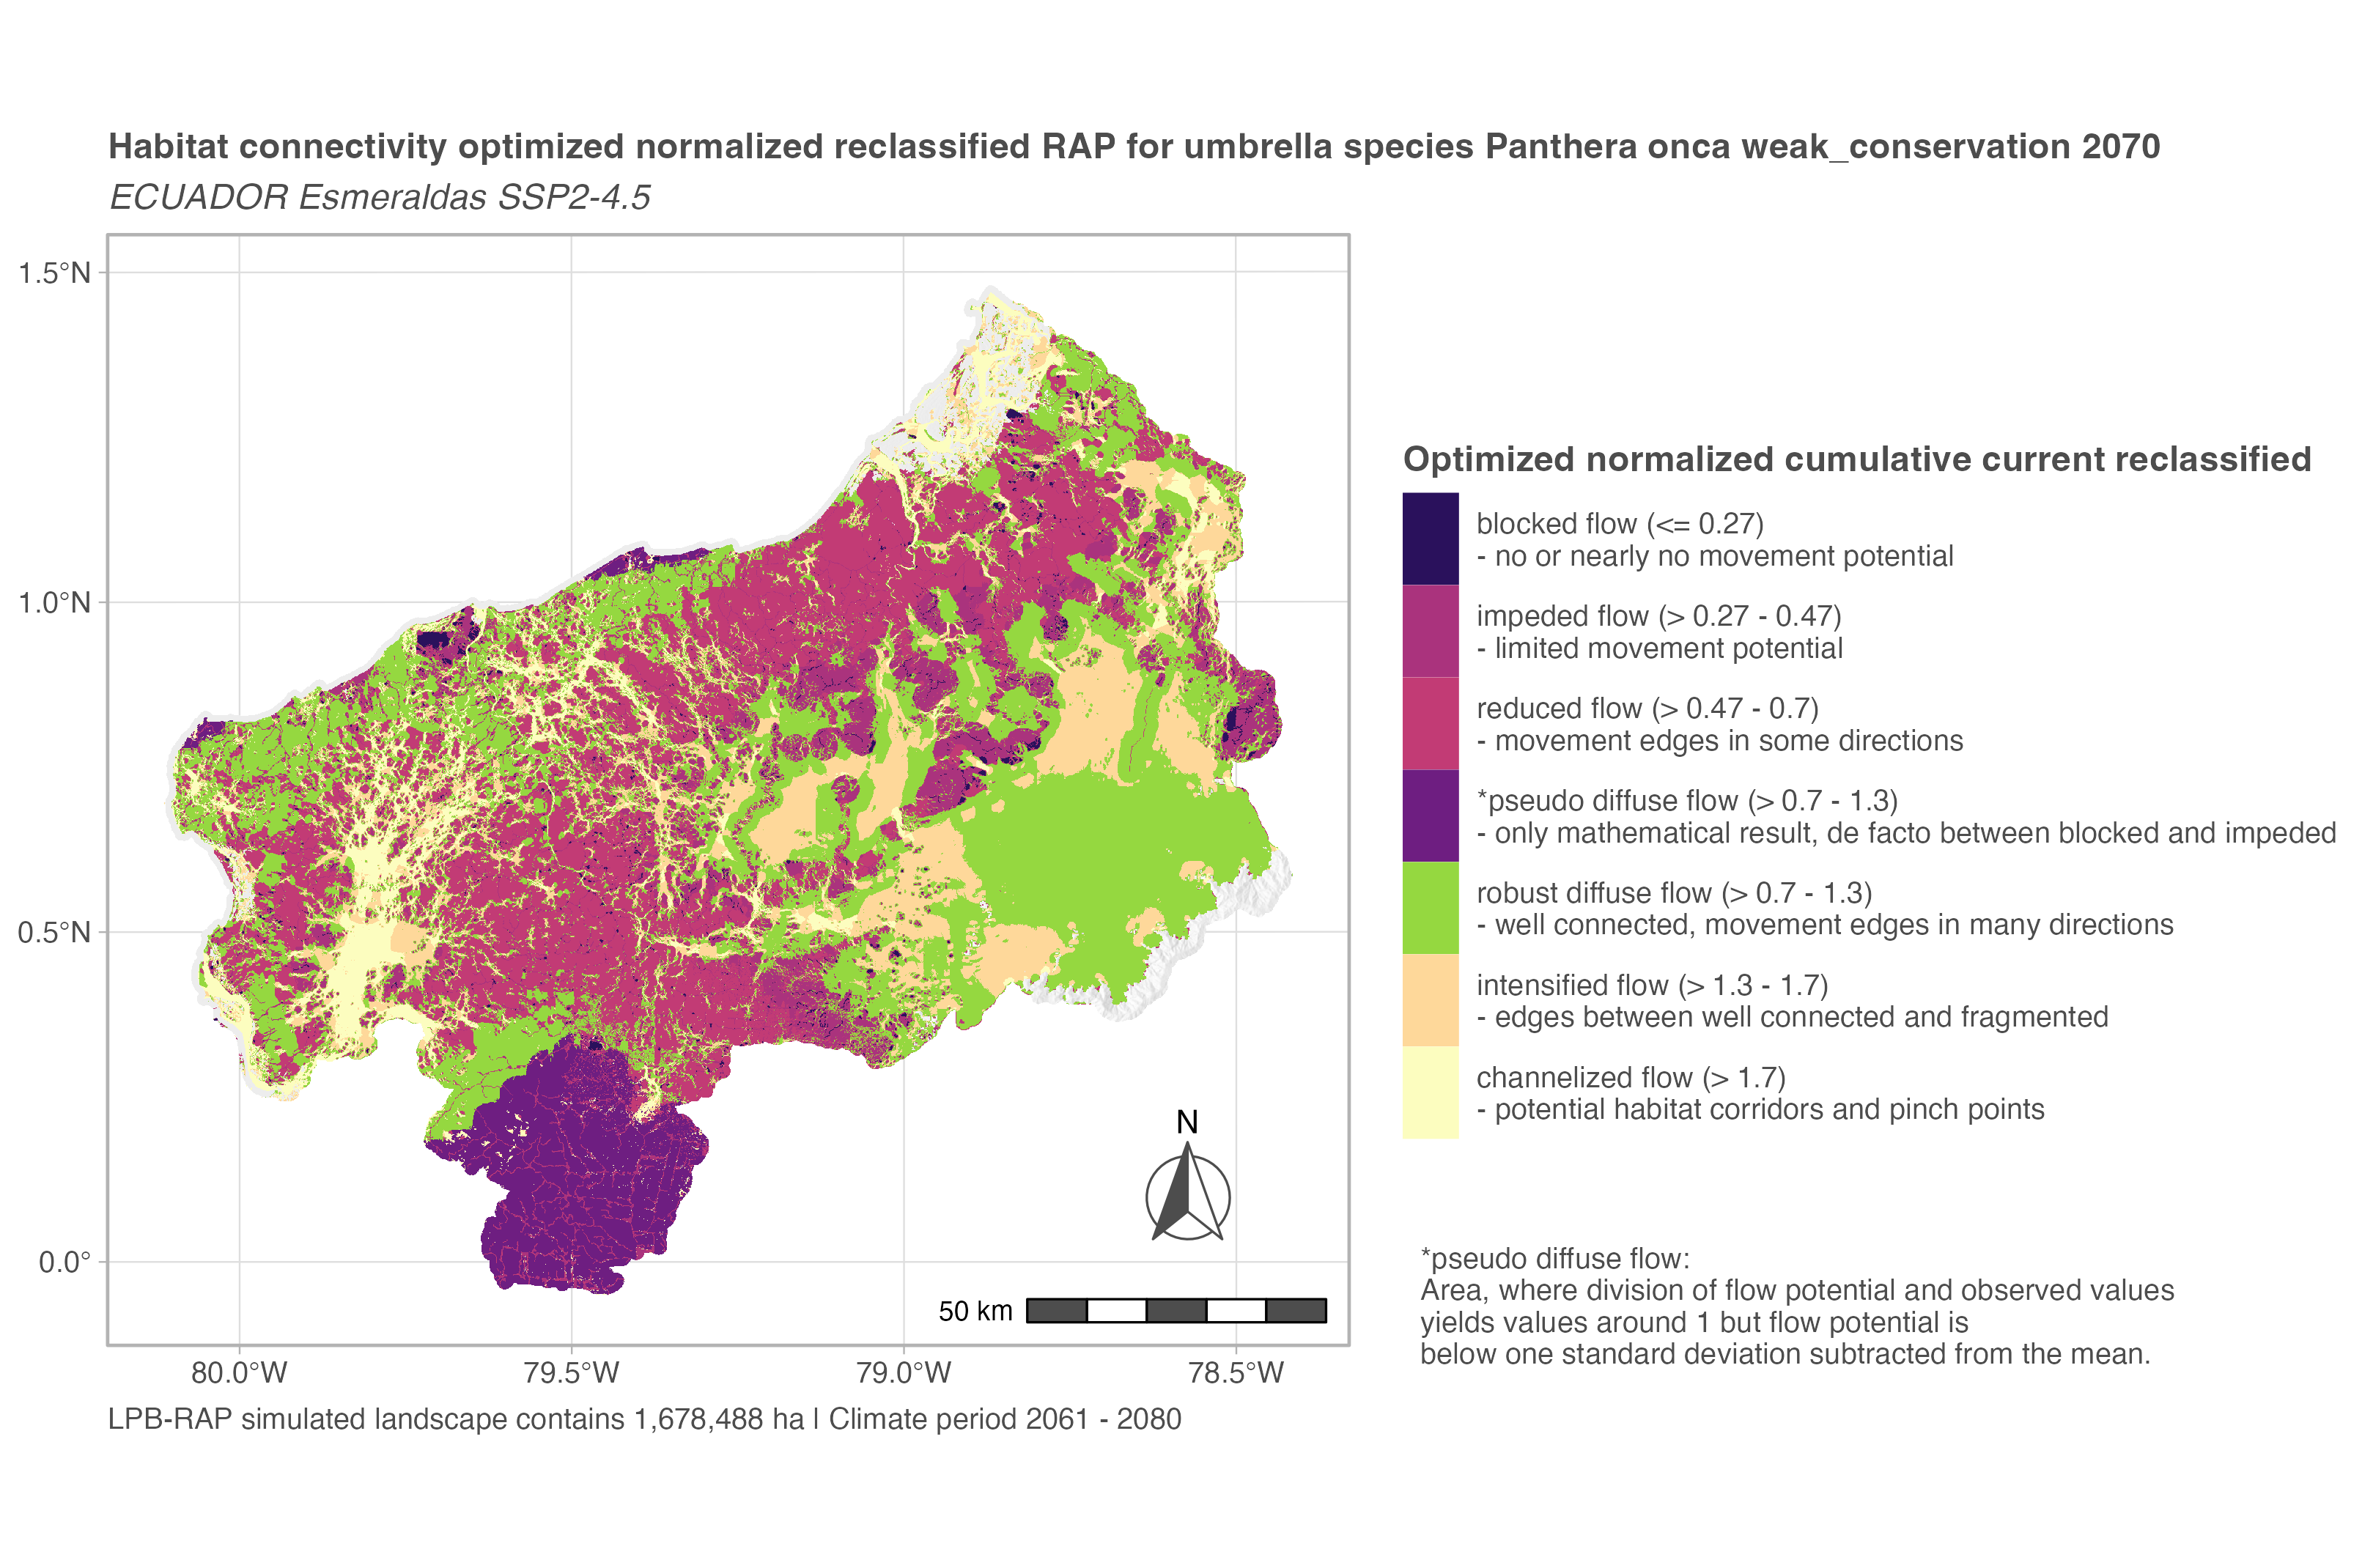 Habitat connectivity optimized normalized reclassified RAP for umbrella species Panthera onca weak_conservation 2070
ECUADOR Esmeraldas SSP2-4.5
1.5°N
1.0°N
0.5°N
0.0°
80.0°W
79.5°W
79.0°W
78.5°W
N
50 km
LPB-RAP simulated landscape contains 1,678,488 ha | Climate period 2061 - 2080
Optimized normalized cumulative current reclassified
blocked flow (<= 0.27)
- no or nearly no movement potential
impeded flow (> 0.27 - 0.47)
- limited movement potential
reduced flow (> 0.47 - 0.7)
- movement edges in some directions
*pseudo diffuse flow (> 0.7 - 1.3)
- only mathematical result, de facto between blocked and impeded
robust diffuse flow (> 0.7 - 1.3)
- well connected, movement edges in many directions
intensified flow (> 1.3 - 1.7)
- edges between well connected and fragmented
channelized flow (> 1.7)
- potential habitat corridors and pinch points
*pseudo diffuse flow:
Area, where division of flow potential and observed values
yields values around 1 but flow potential is
below one standard deviation subtracted from the mean.